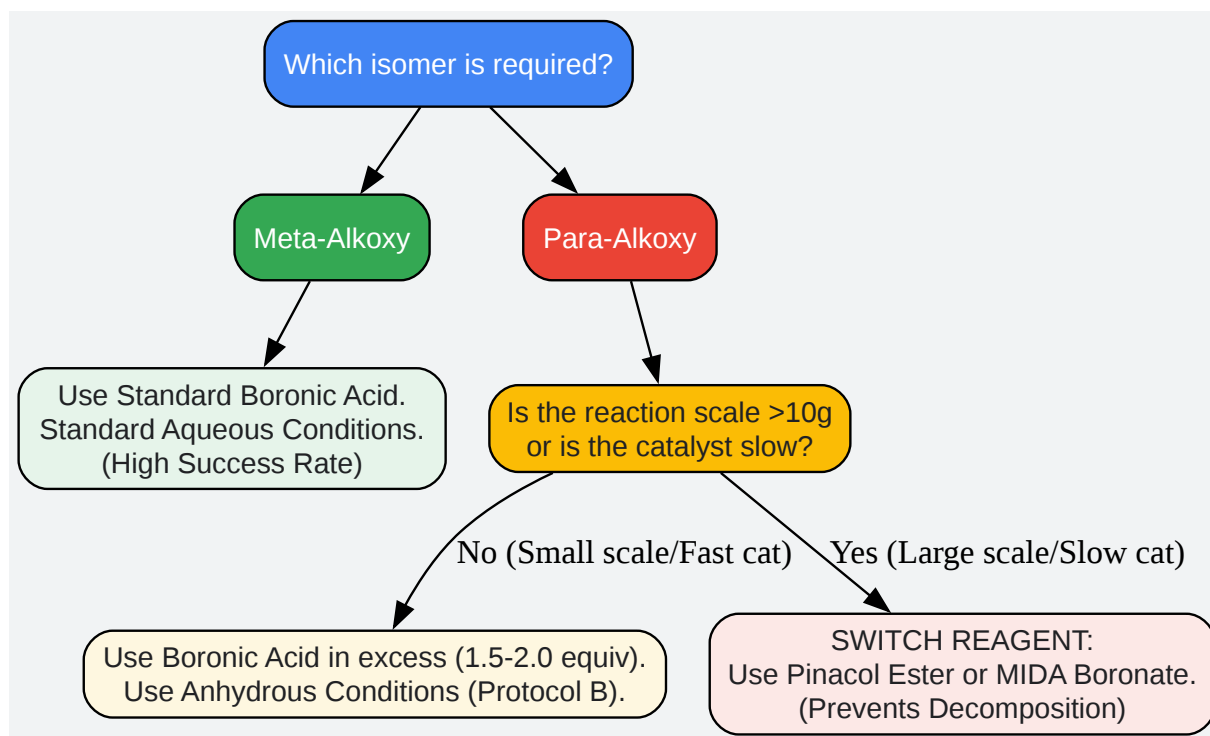 Which isomer is required?
Meta-Alkoxy
Para-Alkoxy
Use Standard Boronic Acid.
Standard Aqueous Conditions.
(High Success Rate)
Is the reaction scale >10g
or is the catalyst slow?
No (Small scale/Fast cat)
Yes (Large scale/Slow cat)
Use Boronic Acid in excess (1.5-2.0 equiv).
Use Anhydrous Conditions (Protocol B).
SWITCH REAGENT:
Use Pinacol Ester or MIDA Boronate.
(Prevents Decomposition)